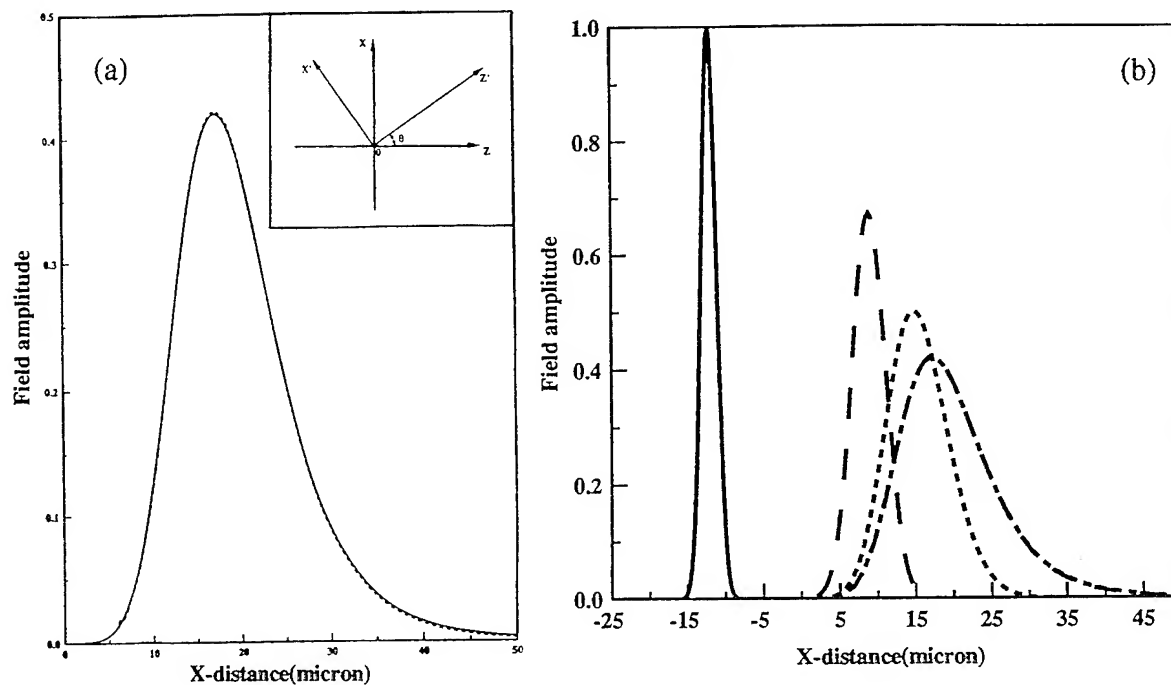 (a)
0.5
0.4
0.3
0.2
0.1
0.0
0
10
20
30
40
50
Field amplitude
X-distance(micron)
X
X'
Z'
θ
0
Z
(b)
1.0
0.8
0.6
0.4
0.2
0.0
-25
-15
-5
5
15
25
35
45
Field amplitude
X-distance(micron)